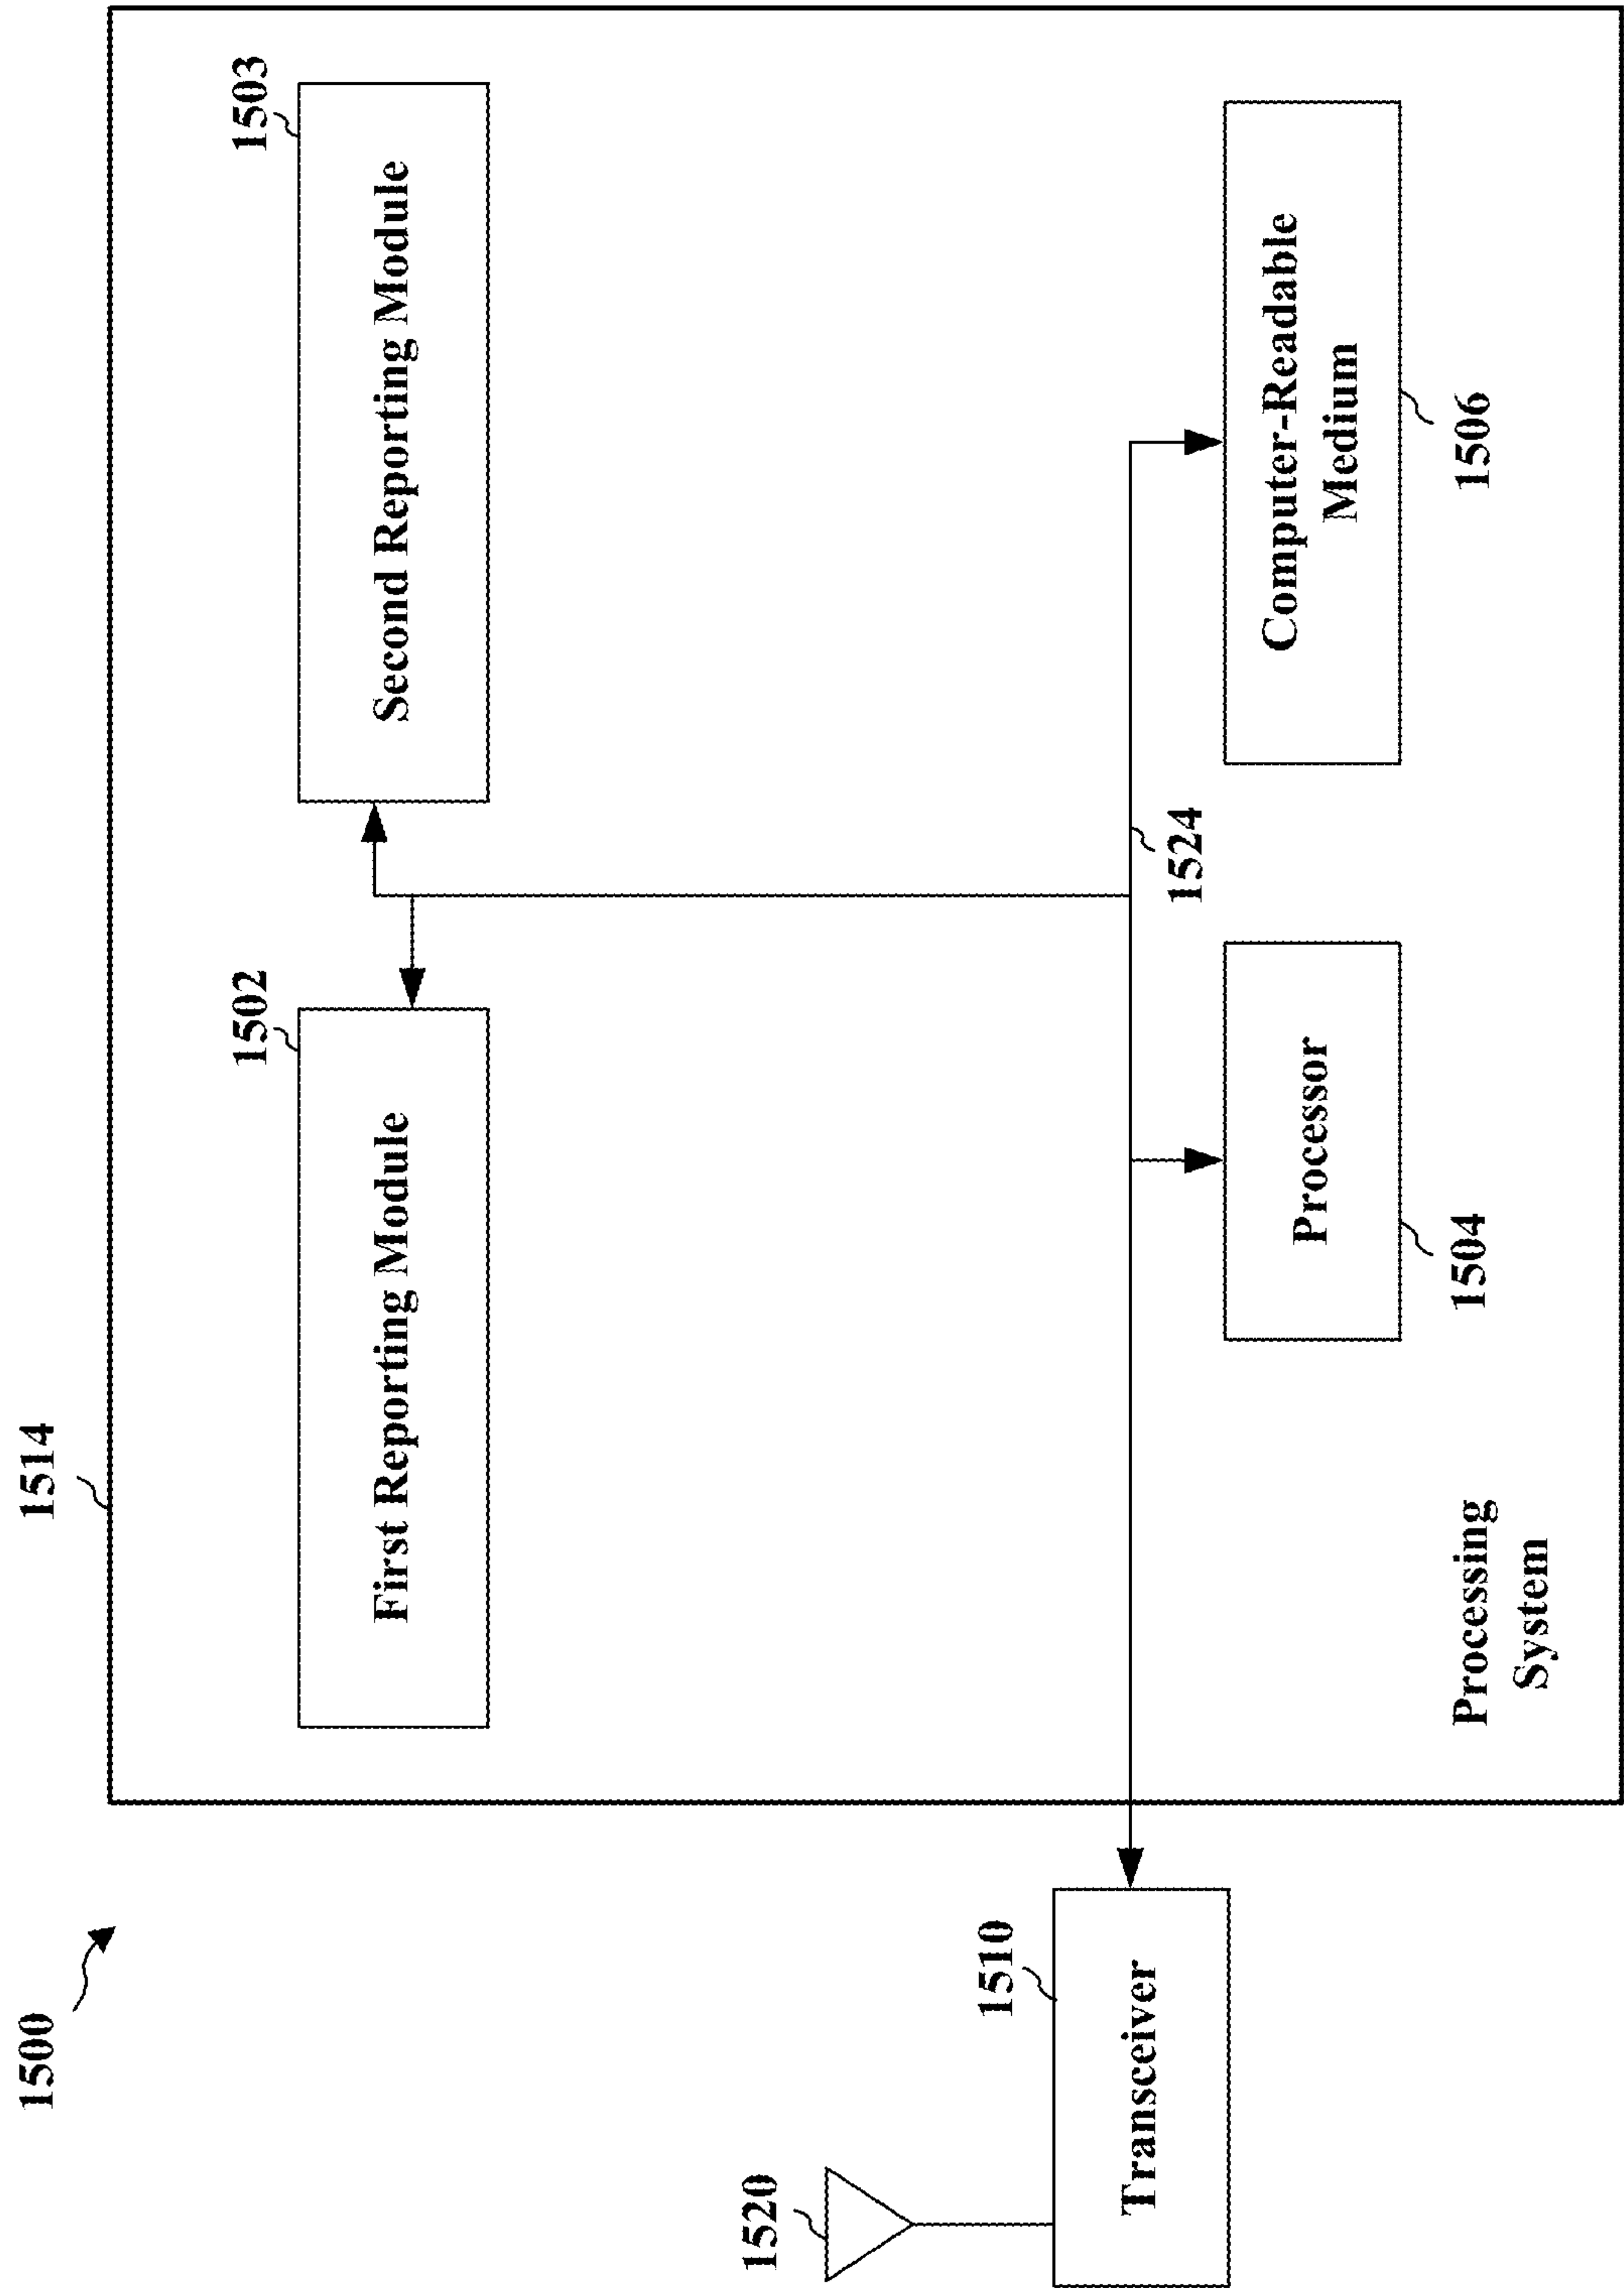 1500
1514
1502
First Reporting Module
1503
Second Reporting Module
1520
1510
Transceiver
1524
Processor
1504
Computer-Readable
Medium
1506
Processing
System